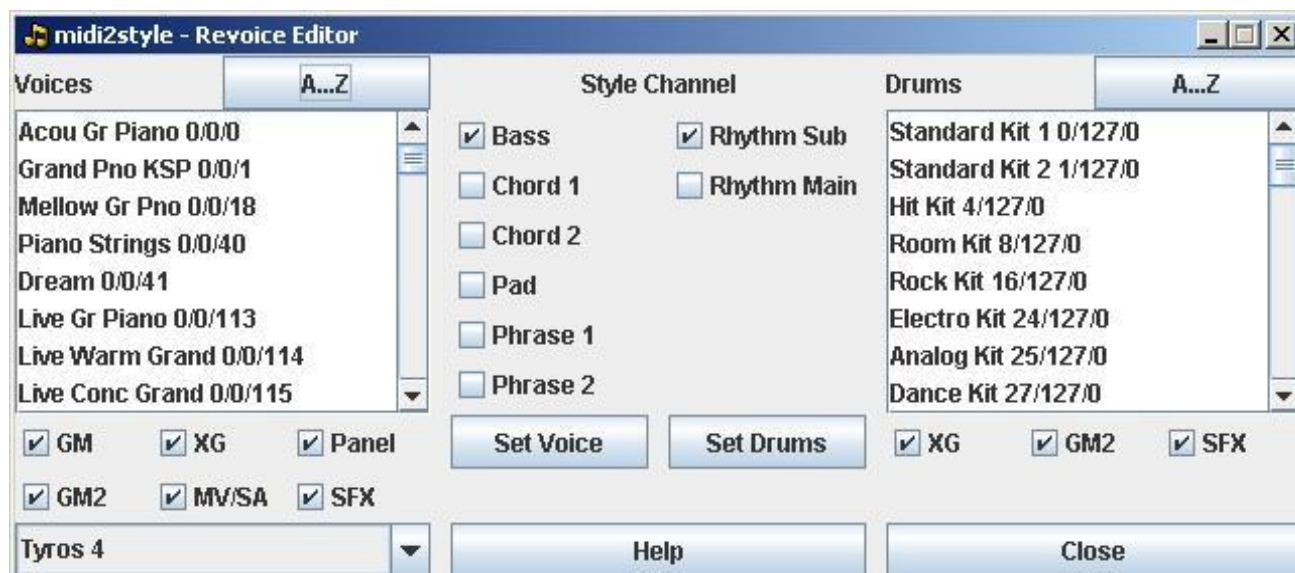 midi2style - Revoice Editor
Voices
A...Z
Acou Gr Piano 0/0/0
Grand Pno KSP 0/0/1
Mellow Gr Pno 0/0/18
Piano Strings 0/0/40
Dream 0/0/41
Live Gr Piano 0/0/113
Live Warm Grand 0/0/114
Live Conc Grand 0/0/115
GM XG Panel
GM2 MV/SA SFX
Tyros 4
Style Channel
Bass Rhythm Sub
Chord 1 Rhythm Main
Chord 2
Pad
Phrase 1
Phrase 2
Set Voice Set Drums
Help
Drums
A...Z
Standard Kit 1 0/127/0
Standard Kit 2 1/127/0
Hit Kit 4/127/0
Room Kit 8/127/0
Rock Kit 16/127/0
Electro Kit 24/127/0
Analog Kit 25/127/0
Dance Kit 27/127/0
XG GM2 SFX
Close